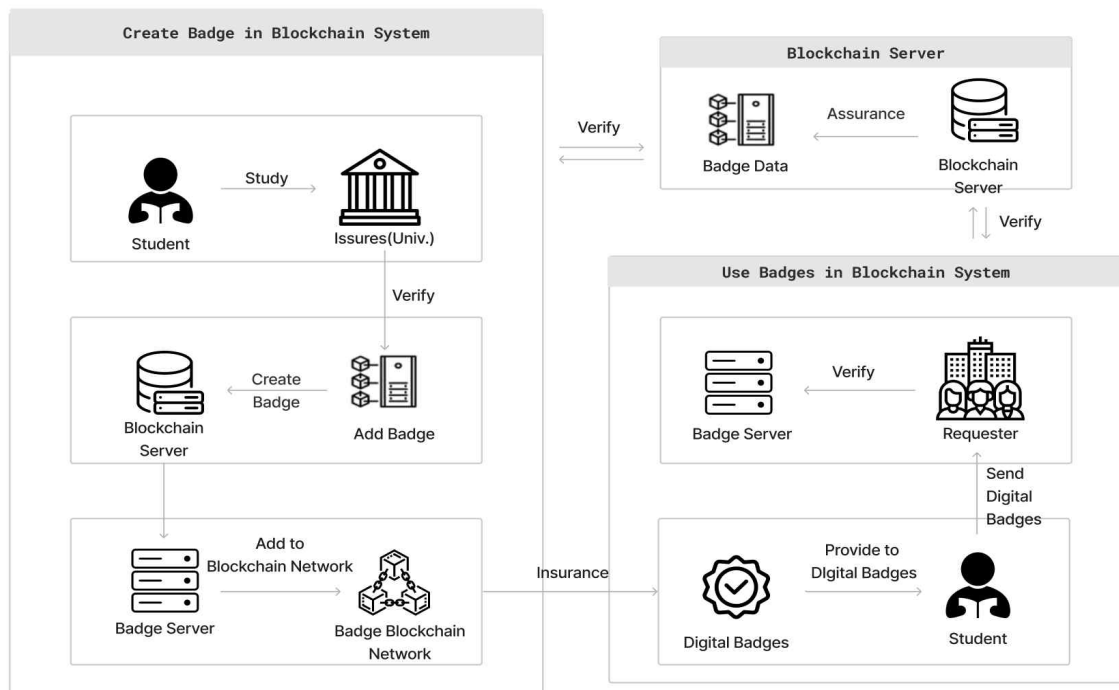 Create Badge in Blockchain System
Study
Student
Issures(Univ.)
Verify
Create
Badge
Blockchain
Server
Add Badge
Add to
Blockchain Network
Badge Server
Badge Blockchain
Network
Insurance
Verify
Blockchain Server
Assurance
Badge Data
Blockchain
Server
Verify
Use Badges in Blockchain System
Verify
Badge Server
Requester
Send
Digital
Badges
Provide to
DIgital Badges
Digital Badges
Student